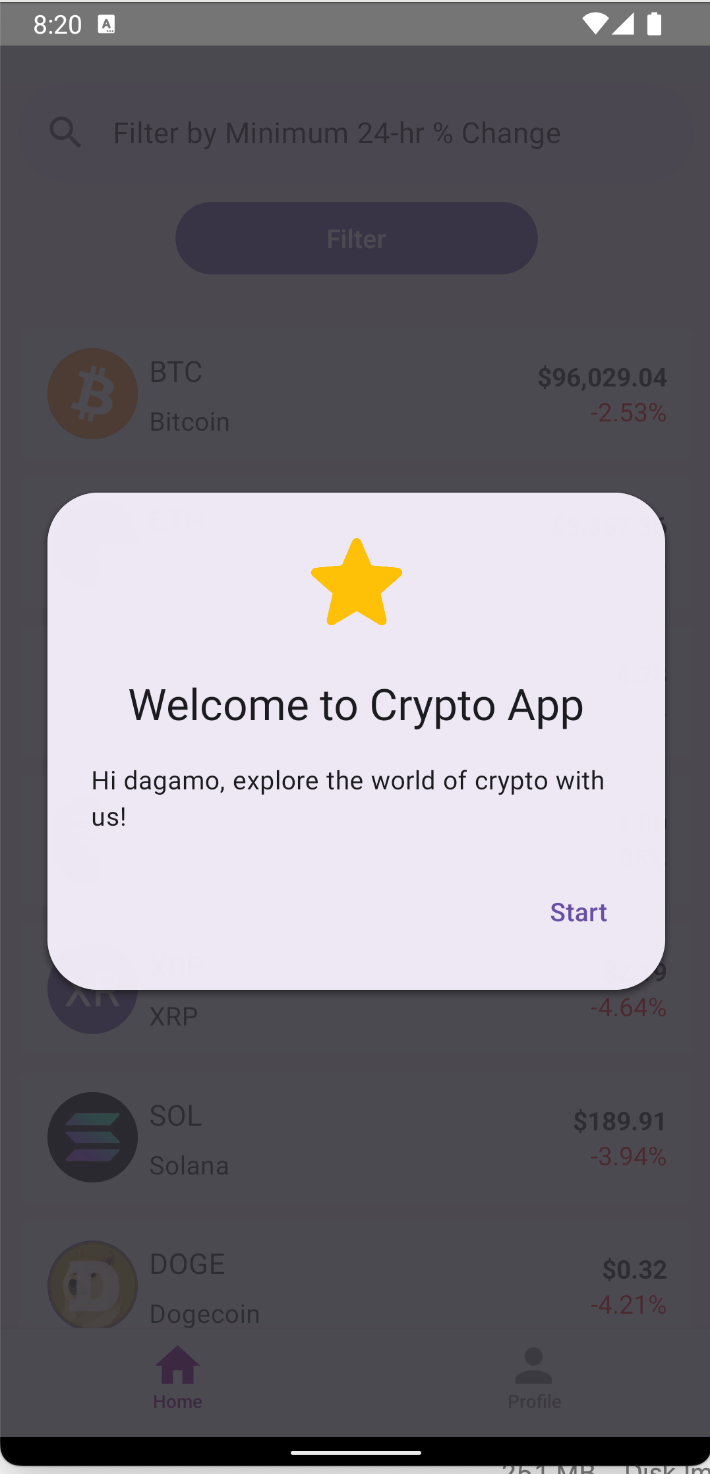 8:20
Filter by Minimum 24-hr % Change
Filter
BTC
$96,029.04
Bitcoin
-2.53%
Welcome to Crypto App
Hi dagamo, explore the world of crypto with
us!
Start
XRP
-4.64%
SOL
$189.91
Solana
-3.94%
DOGE
$0.32
Dogecoin
-4.21%
Home
Profile